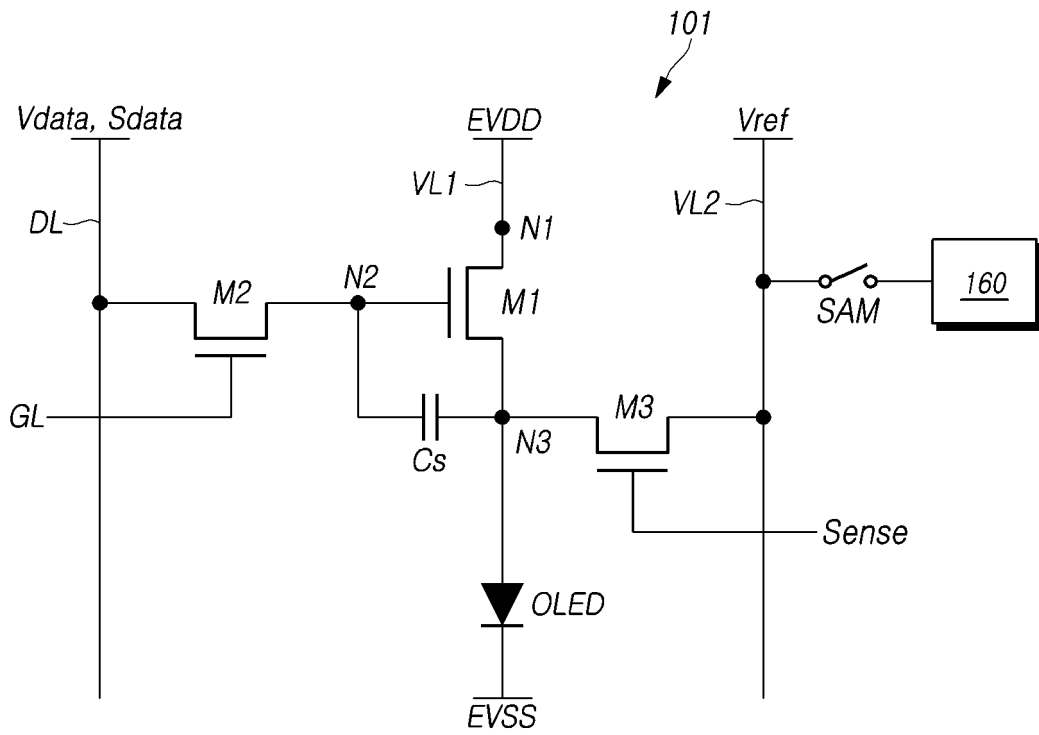 101
Vdata, Sdata
EVDD
Vref
VL1
VL2
DL
N1
N2
M2
M1
160
SAM
GL
M3
N3
Cs
Sense
OLED
EVSS